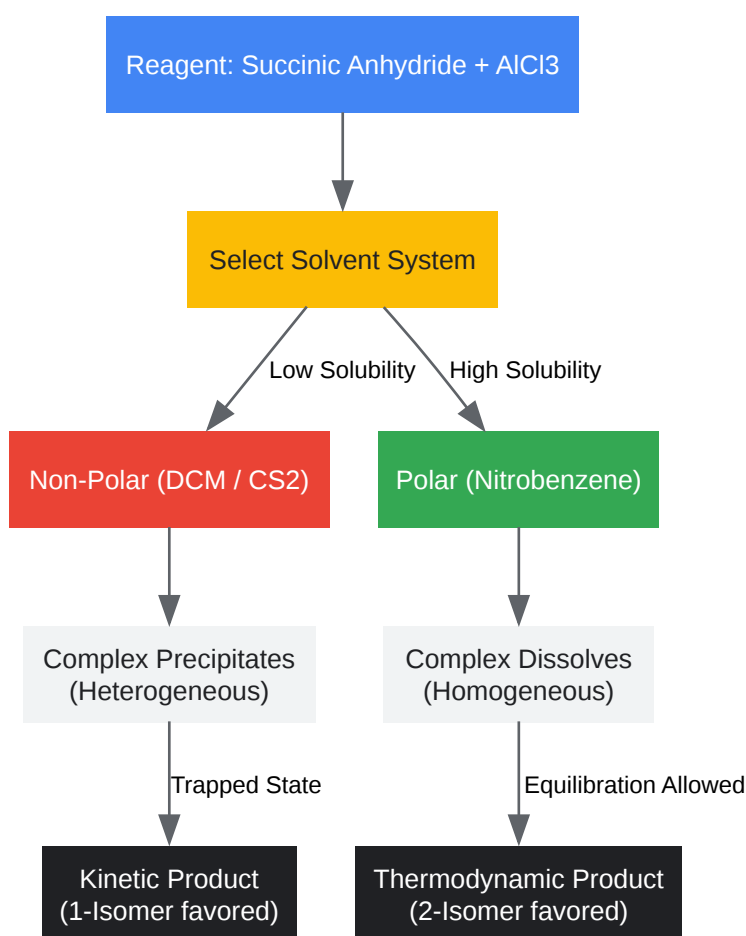 Reagent: Succinic Anhydride + AlCl3
Select Solvent System
Low Solubility
High Solubility
Non-Polar (DCM / CS2)
Polar (Nitrobenzene)
Complex Precipitates
(Heterogeneous)
Complex Dissolves
(Homogeneous)
Trapped State
Equilibration Allowed
Kinetic Product
(1-Isomer favored)
Thermodynamic Product
(2-Isomer favored)